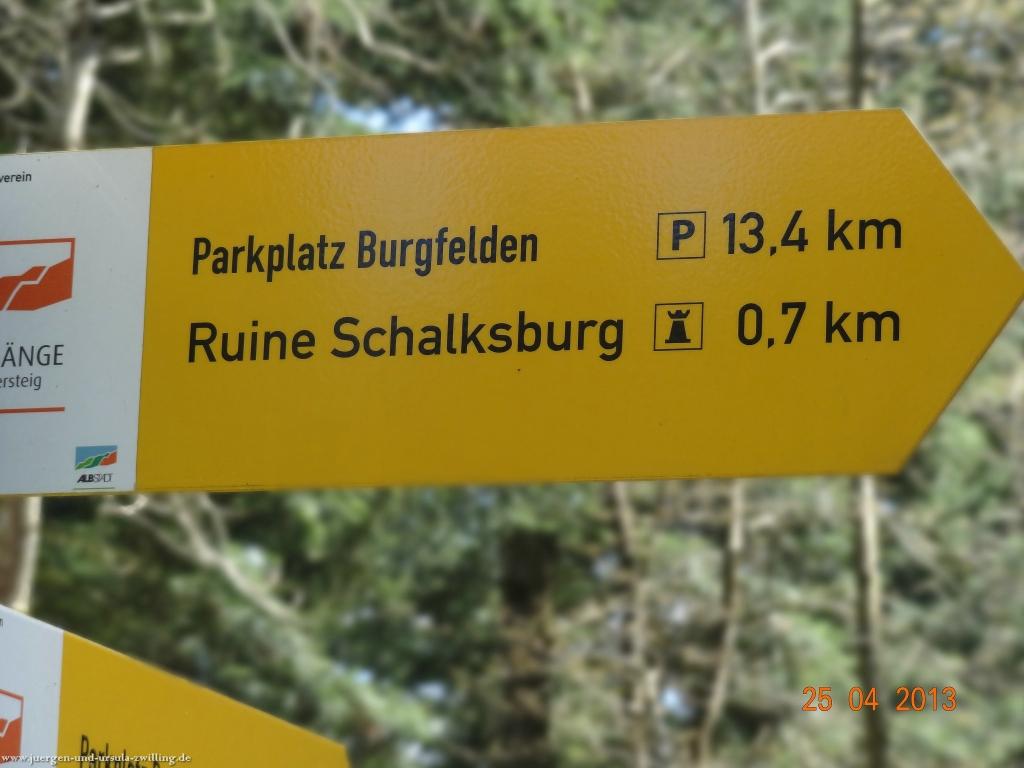 verein
ÄNGE
ersteig
ALBSTADT
Parkplatz Burgfelden P 13,4 km
Ruine Schalksburg 0,7 km
25 04 2013
www.juergen-und-ursula-zwilling.de